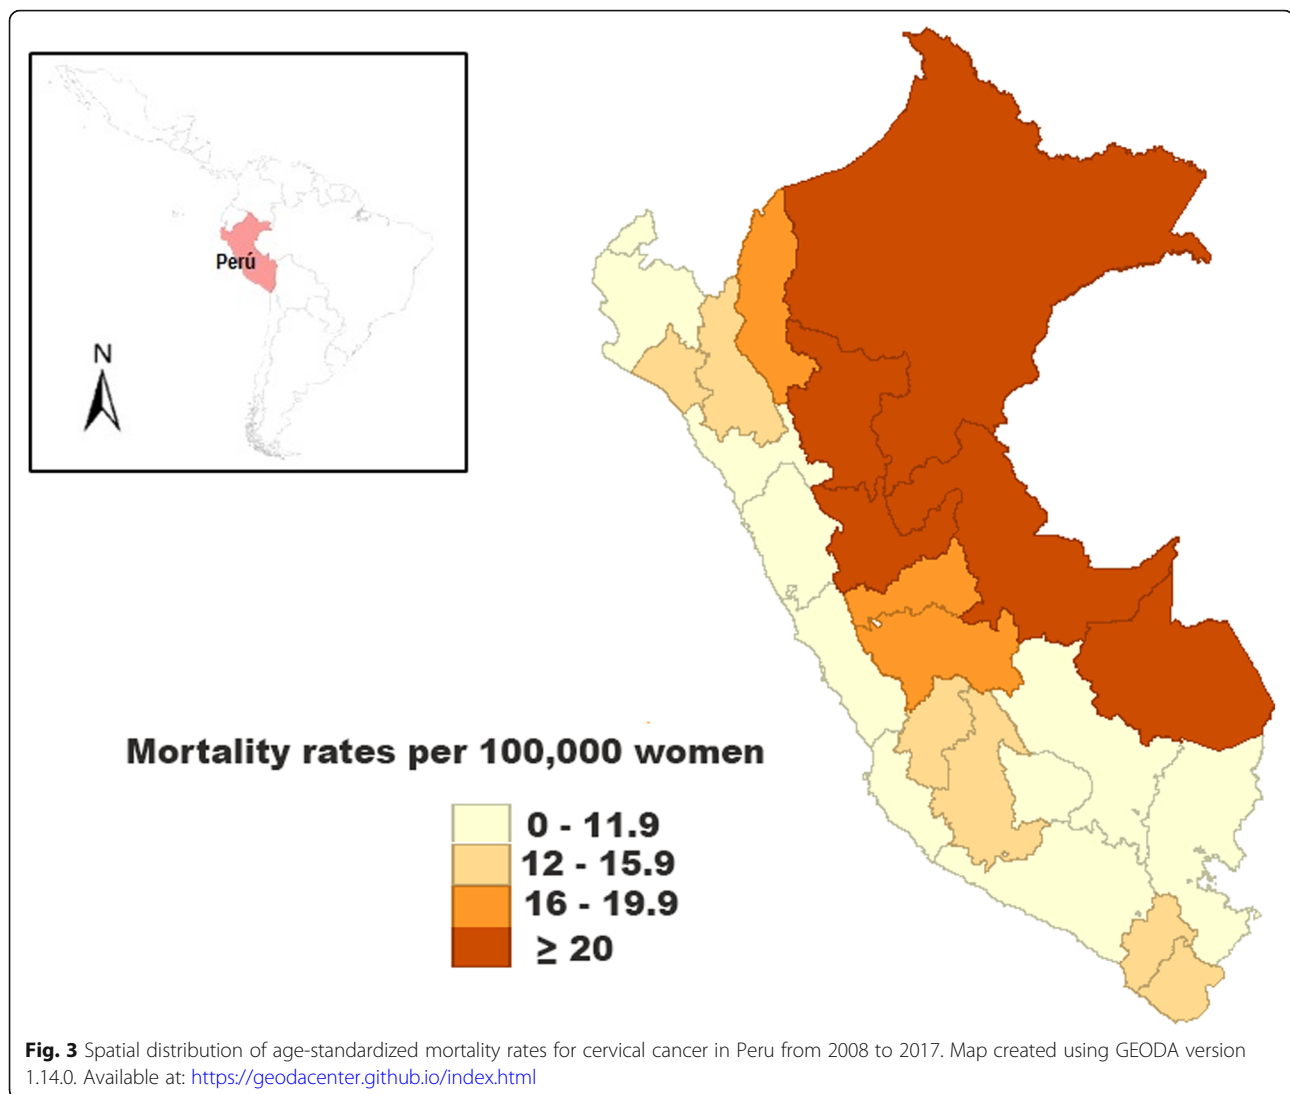 Perú
N
Mortality rates per 100,000 women
0 - 11.9
12 - 15.9
16 - 19.9
≥ 20
Fig. 3 Spatial distribution of age-standardized mortality rates for cervical cancer in Peru from 2008 to 2017. Map created using GEODA version
1.14.0. Available at: https://geodacenter.github.io/index.html